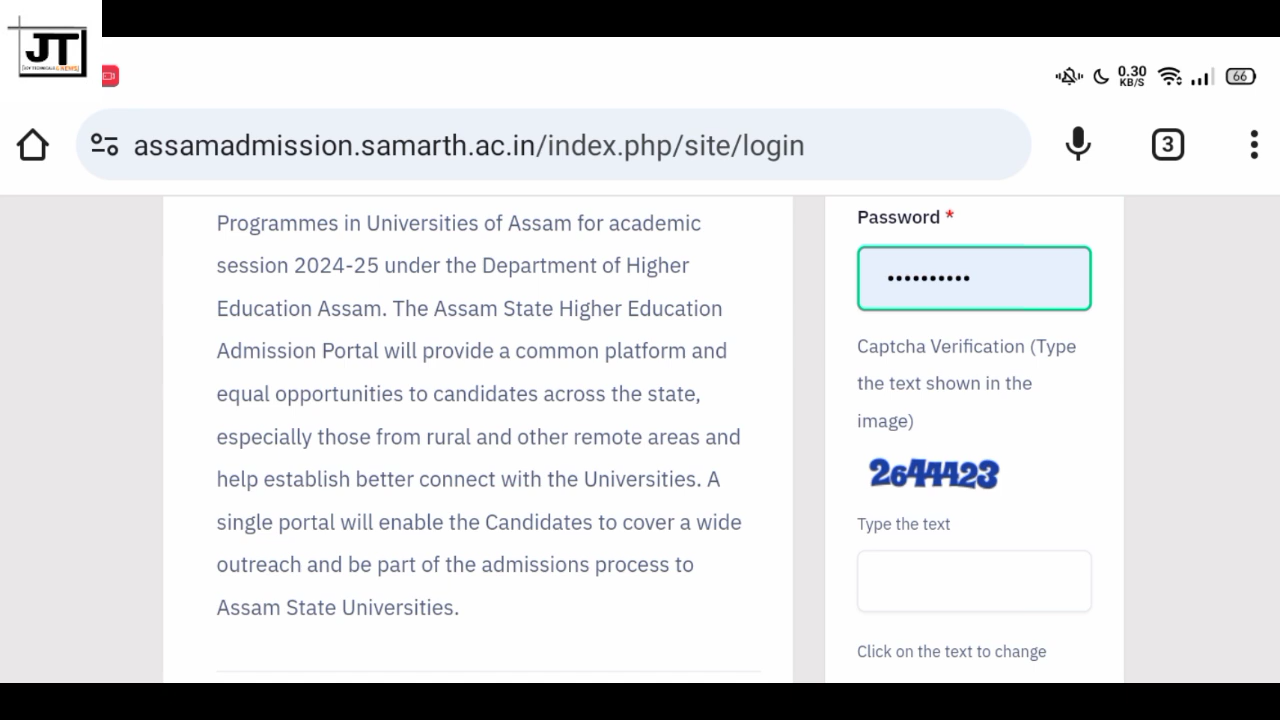 JT
0.30
KB/S
66
assamadmission.samarth.ac.in/index.php/site/login
3
Programmes in Universities of Assam for academic
session 2024-25 under the Department of Higher
Education Assam. The Assam State Higher Education
Admission Portal will provide a common platform and
equal opportunities to candidates across the state,
especially those from rural and other remote areas and
help establish better connect with the Universities. A
single portal will enable the Candidates to cover a wide
outreach and be part of the admissions process to
Assam State Universities.
Password *
••••••••••
Captcha Verification (Type
the text shown in the
image)
2644423
Type the text
Click on the text to change